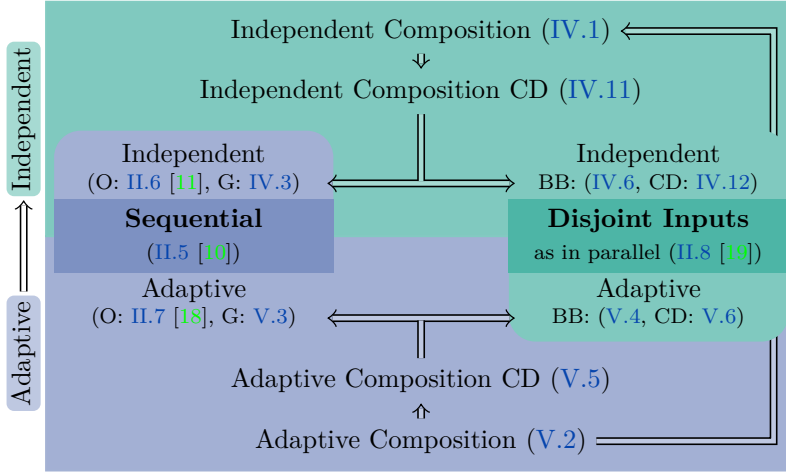 Independent Composition (IV.1)
Independent Composition CD (IV.11)
Independent
Independent
(O: II.6 [11], G: IV.3)
Sequential
(II.5 [10])
Adaptive
(O: II.7 [18], G: V.3)
Independent
BB: (IV.6, CD: IV.12)
Disjoint Inputs
as in parallel (II.8 [19])
Adaptive
BB: (V.4, CD: V.6)
Adaptive
Adaptive Composition CD (V.5)
Adaptive Composition (V.2)